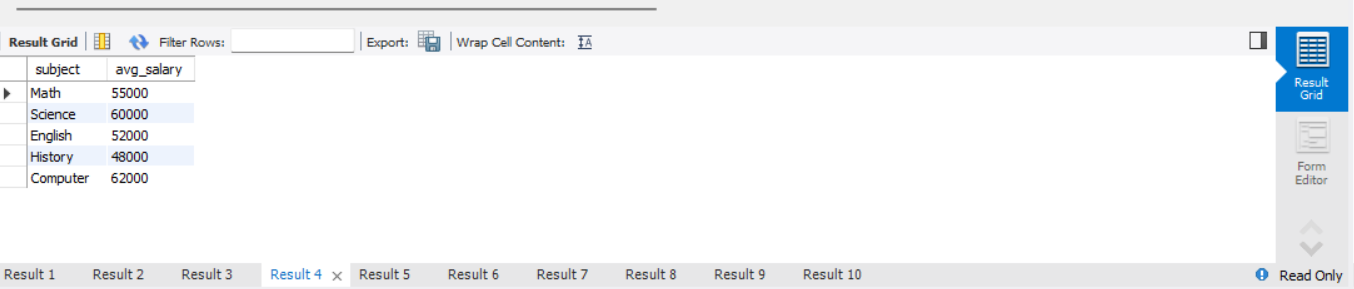 Result Grid Filter Rows: Export: Wrap Cell Content: IA
subject avg_salary
Math 55000
Science 60000
English 52000
History 48000
Computer 62000
Result
Grid
Form
Editor
Result 1 Result 2 Result 3 Result 4 × Result 5 Result 6 Result 7 Result 8 Result 9 Result 10 Read Only